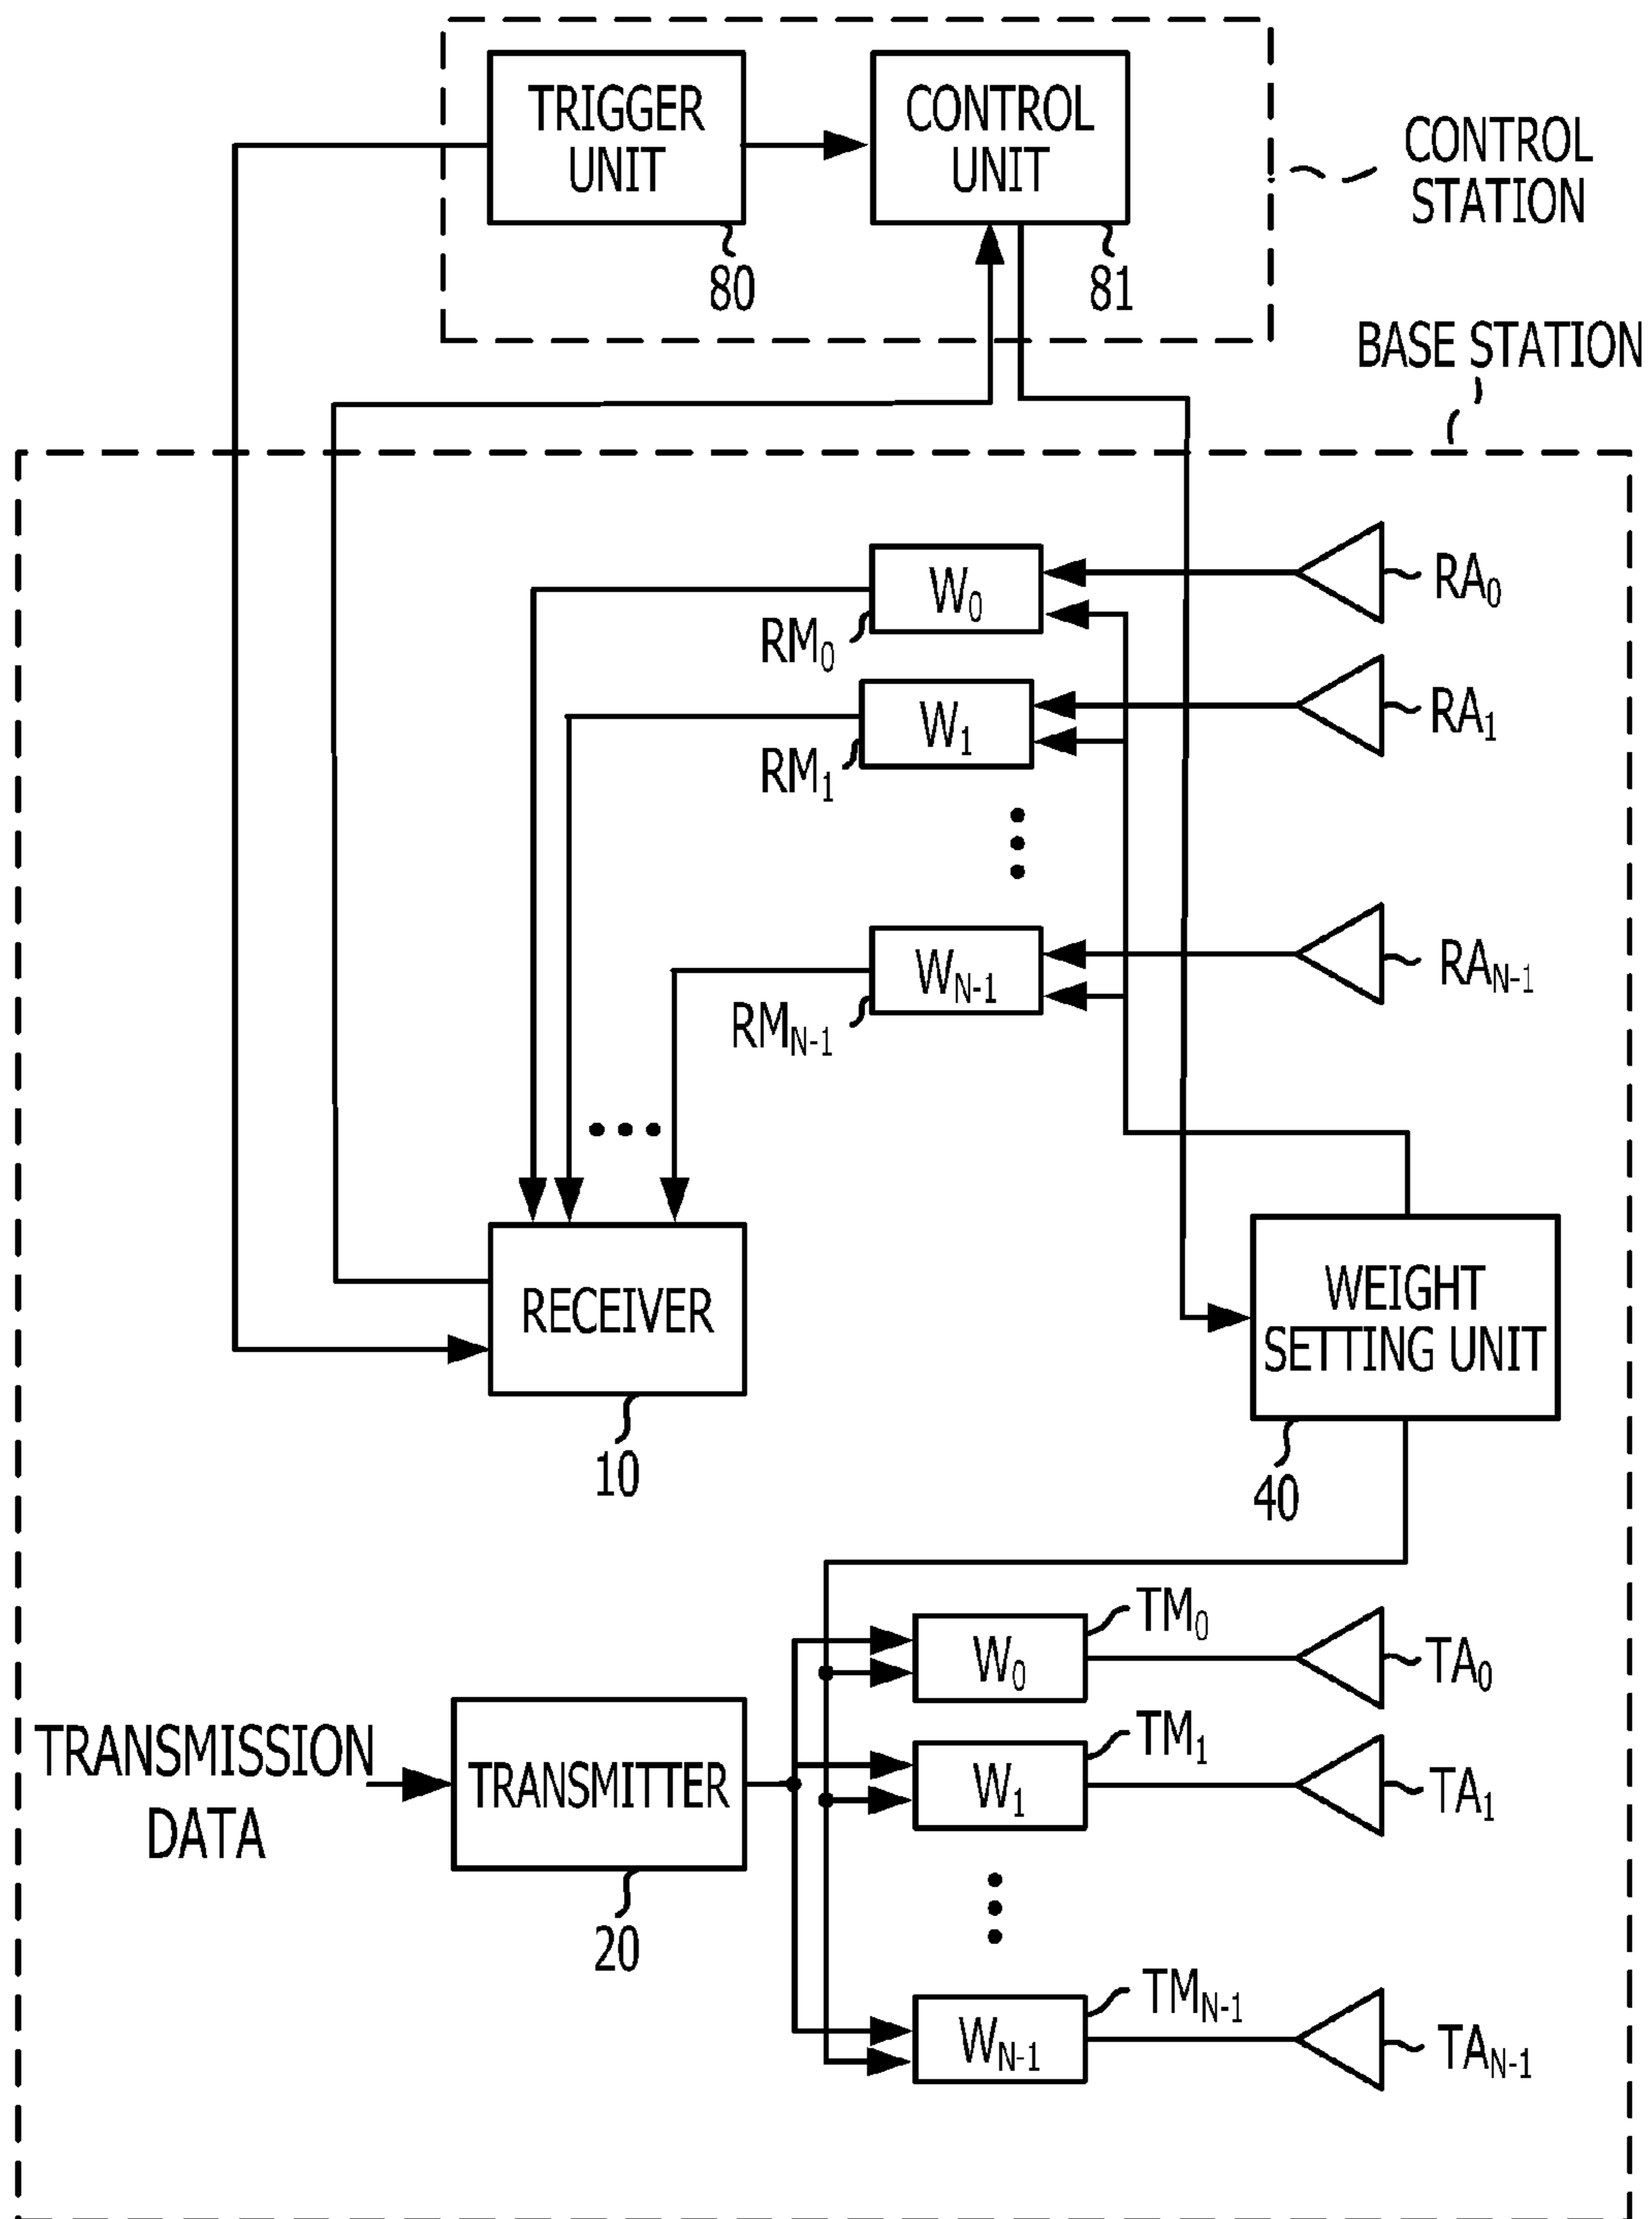 TRIGGER
UNIT
80
CONTROL
UNIT
81
CONTROL
STATION
BASE STATION
W0
RM0
RA0
W1
RM1
RA1
WN-1
RMN-1
RAN-1
RECEIVER
10
WEIGHT
SETTING UNIT
40
TRANSMISSION
DATA
TRANSMITTER
20
W0
TM0
TA0
W1
TM1
TA1
WN-1
TMN-1
TAN-1